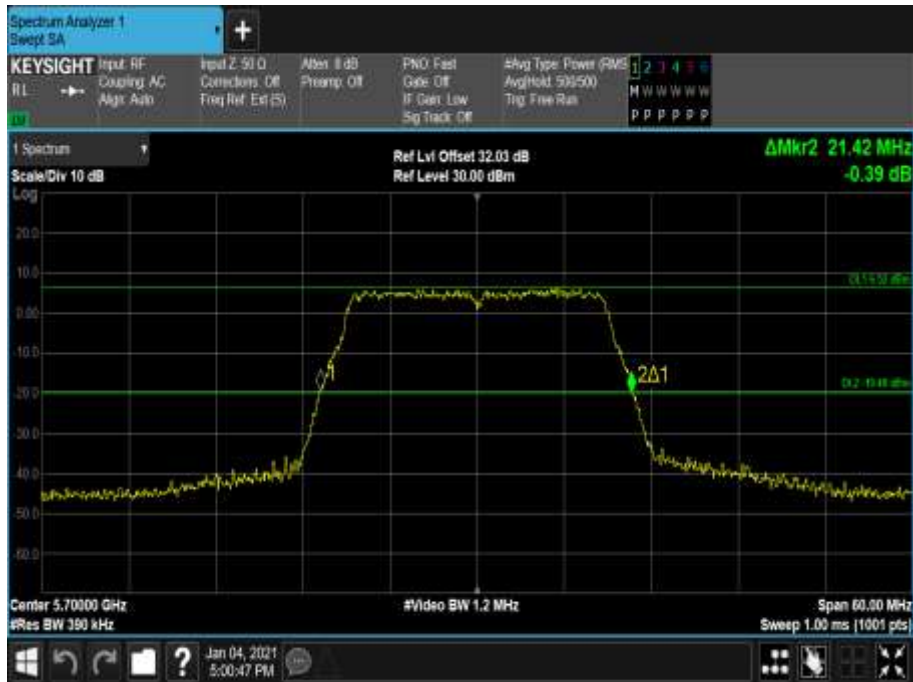 Spectrum Analyzer 1
Swept SA
+
KEYSIGHT
RL
Input: RF
Coupling: AC
Align: Auto
Input Z: 50 Ω
Corrections: Off
Freq Ref: Ext (S)
Atten: 8 dB
Preamp: Off
PNO: Fast
Gate: Off
IF Gain: Low
Sig Track: Off
#Avg Type: Power (RMS
Avg|Hold: 500/500
Trig: Free Run
1 2 3 4 5 6
M W W W W W
P P P P P P
1 Spectrum
Scale/Div 10 dB
Ref Lvl Offset 32.03 dB
Ref Level 30.00 dBm
ΔMkr2 21.42 MHz
-0.39 dB
Log
20.0
10.0
0.00
-10.0
-20.0
-30.0
-40.0
-50.0
-60.0
1
2Δ1
Center 5.70000 GHz
#Res BW 390 kHz
#Video BW 1.2 MHz
Span 60.00 MHz
Sweep 1.00 ms (1001 pts)
?
Jan 04, 2021
5:00:47 PM